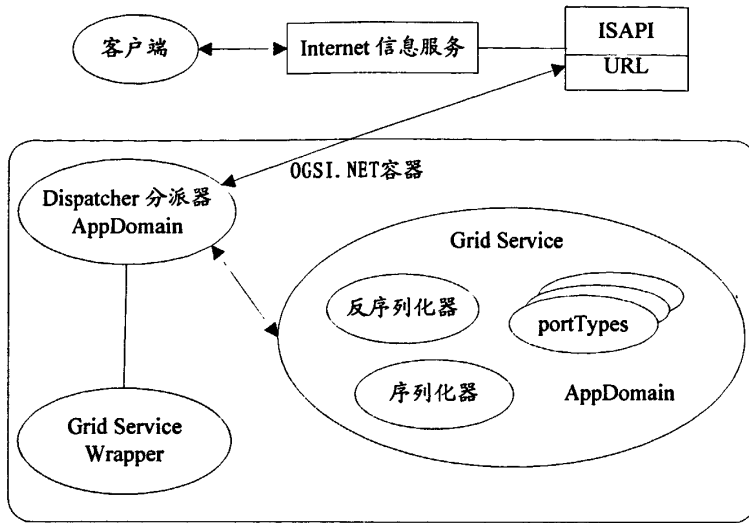 客户端
Internet 信息服务
ISAPI
URL
OGSI.NET容器
Dispatcher 分派器
AppDomain
Grid Service
反序列化器
portTypes
序列化器
AppDomain
Grid Service
Wrapper